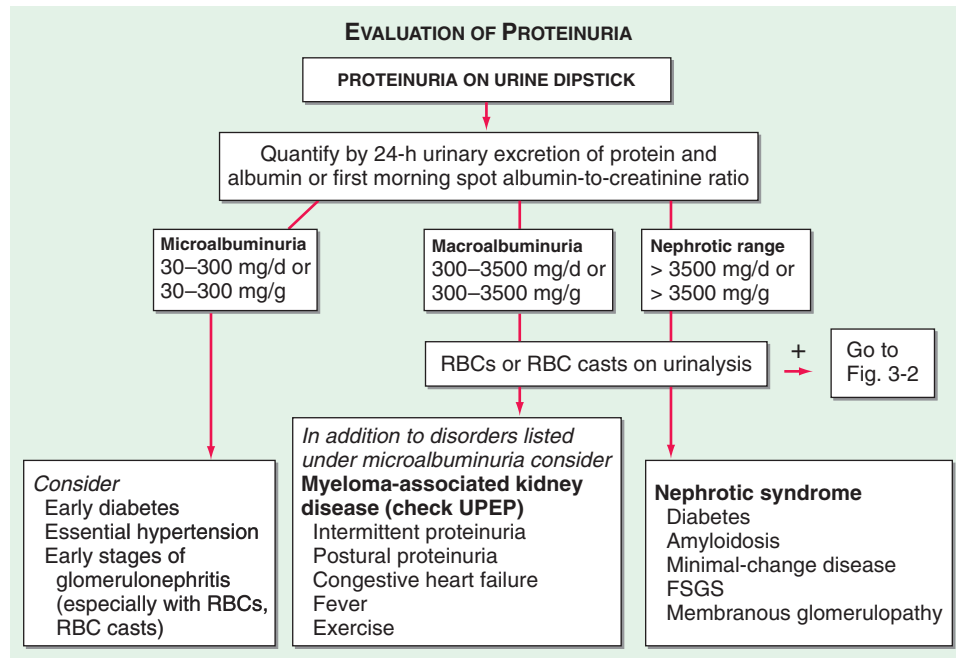 EVALUATION OF PROTEINURIA
PROTEINURIA ON URINE DIPSTICK
Quantify by 24-h urinary excretion of protein and
albumin or first morning spot albumin-to-creatinine ratio
Microalbuminuria
30–300 mg/d or
30–300 mg/g
Macroalbuminuria
300–3500 mg/d or
300–3500 mg/g
Nephrotic range
> 3500 mg/d or
> 3500 mg/g
RBCs or RBC casts on urinalysis
+
Go to
Fig. 3-2
Consider
Early diabetes
Essential hypertension
Early stages of
glomerulonephritis
(especially with RBCs,
RBC casts)
In addition to disorders listed
under microalbuminuria consider
Myeloma-associated kidney
disease (check UPEP)
Intermittent proteinuria
Postural proteinuria
Congestive heart failure
Fever
Exercise
Nephrotic syndrome
Diabetes
Amyloidosis
Minimal-change disease
FSGS
Membranous glomerulopathy